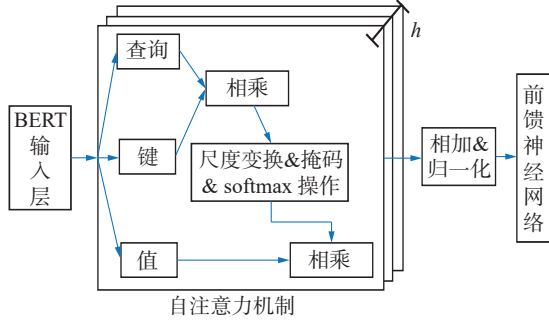 BERT
输
入
层
查询
键
值
相乘
尺度变换&掩码
& softmax 操作
相乘
h
自注意力机制
相加&
归一化
前
馈
神
经
网
络